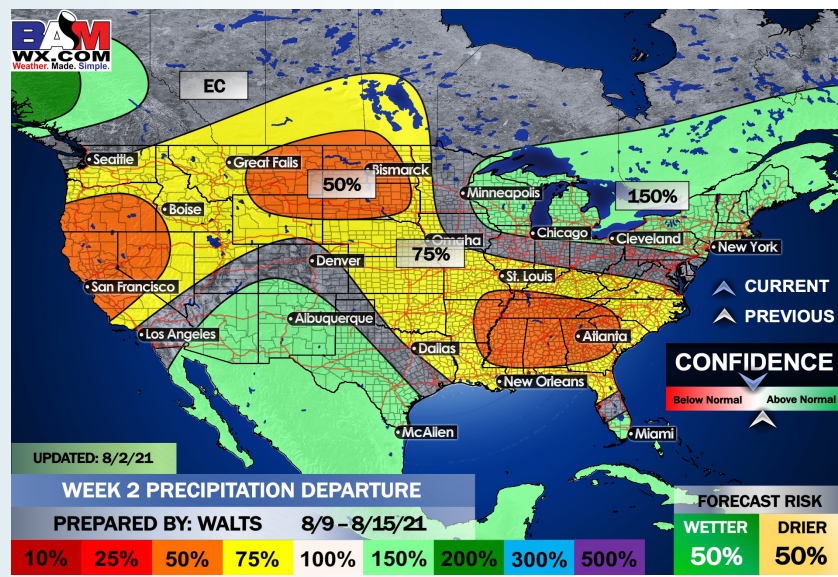 BAM
WX.COM
Weather. Made. Simple.
EC
Seattle
Great Falls
Bismarck
50%
Minneapolis
150%
Boise
Omaha
Chicago
Cleveland
New York
75%
Denver
St. Louis
San Francisco
CURRENT
PREVIOUS
Los Angeles
Albuquerque
Atlanta
Dallas
CONFIDENCE
New Orleans
Below Normal
Above Normal
McAllen
Miami
UPDATED: 8/2/21
WEEK 2 PRECIPITATION DEPARTURE
PREPARED BY: WALTS 8/9 – 8/15/21
FORECAST RISK
WETTER DRIER
50% 50%
10% 25% 50% 75% 100% 150% 200% 300% 500%